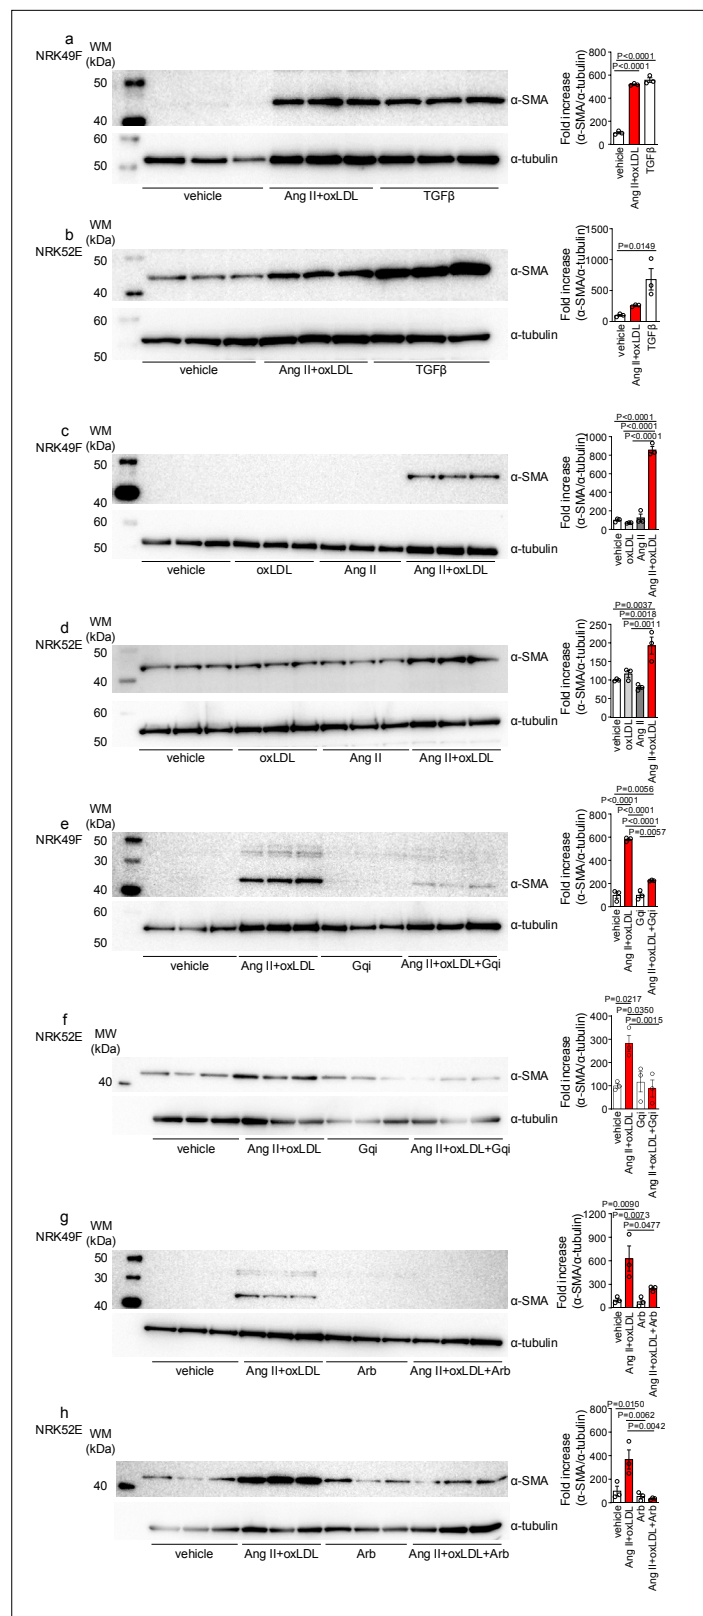 a
NRK49F
WM
(kDa)
50
40
α-SMA
60
50
α-tubulin
vehicle
Ang II+oxLDL
TGFβ
Fold increase
(α-SMA/α-tubulin)
800
600
400
200
0
P<0.0001
P<0.0001
vehicle
Ang II+oxLDL
TGFβ
b
NRK52E
WM
(kDa)
50
40
α-SMA
60
50
α-tubulin
vehicle
Ang II+oxLDL
TGFβ
Fold increase
(α-SMA/α-tubulin)
1500
1000
500
0
P=0.0149
vehicle
Ang II+oxLDL
TGFβ
c
NRK49F
WM
(kDa)
50
40
α-SMA
60
50
α-tubulin
vehicle
oxLDL
Ang II
Ang II+oxLDL
Fold increase
(α-SMA/α-tubulin)
1000
800
600
400
200
0
P<0.0001
P<0.0001
P<0.0001
vehicle
oxLDL
Ang II
Ang II+oxLDL
d
NRK52E
WM
(kDa)
50
40
α-SMA
60
50
α-tubulin
vehicle
oxLDL
Ang II
Ang II+oxLDL
Fold increase
(α-SMA/α-tubulin)
250
200
150
100
50
0
P=0.0037
P=0.0018
P=0.0011
vehicle
oxLDL
Ang II
Ang II+oxLDL
e
NRK49F
WM
(kDa)
50
30
40
α-SMA
60
50
α-tubulin
vehicle
Ang II+oxLDL
Gqi
Ang II+oxLDL+Gqi
Fold increase
(α-SMA/α-tubulin)
800
600
400
200
0
P=0.0056
P<0.0001
P<0.0001
P<0.0001
P=0.0057
vehicle
Ang II+oxLDL
Gqi
Ang II+oxLDL+Gqi
f
NRK52E
MW
(kDa)
40
α-SMA
α-tubulin
vehicle
Ang II+oxLDL
Gqi
Ang II+oxLDL+Gqi
Fold increase
(α-SMA/α-tubulin)
400
300
200
100
0
P=0.0217
P=0.0350
P=0.0015
vehicle
Ang II+oxLDL
Gqi
Ang II+oxLDL+Gqi
g
NRK49F
WM
(kDa)
50
30
40
α-SMA
α-tubulin
vehicle
Ang II+oxLDL
Arb
Ang II+oxLDL+Arb
Fold increase
(α-SMA/α-tubulin)
1200
900
600
300
0
P=0.0090
P=0.0073
P=0.0477
vehicle
Ang II+oxLDL
Arb
Ang II+oxLDL+Arb
h
NRK52E
WM
(kDa)
40
α-SMA
α-tubulin
vehicle
Ang II+oxLDL
Arb
Ang II+oxLDL+Arb
Fold increase
(α-SMA/α-tubulin)
800
600
400
200
0
P=0.0150
P=0.0062
P=0.0042
vehicle
Ang II+oxLDL
Arb
Ang II+oxLDL+Arb